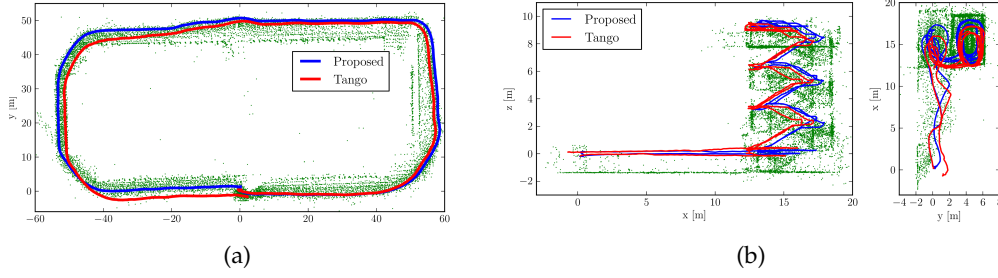 y [m]
60
50
40
30
20
10
0
−60 −40 −20 0 20 40 60
Proposed
Tango
(a)
z [m]
10
8
6
4
2
0
−2
0 5 10 15 20
x [m]
Proposed
Tango
x [m]
20
15
10
5
0
−4 −2 0 2 4 6 8
y [m]
(b)